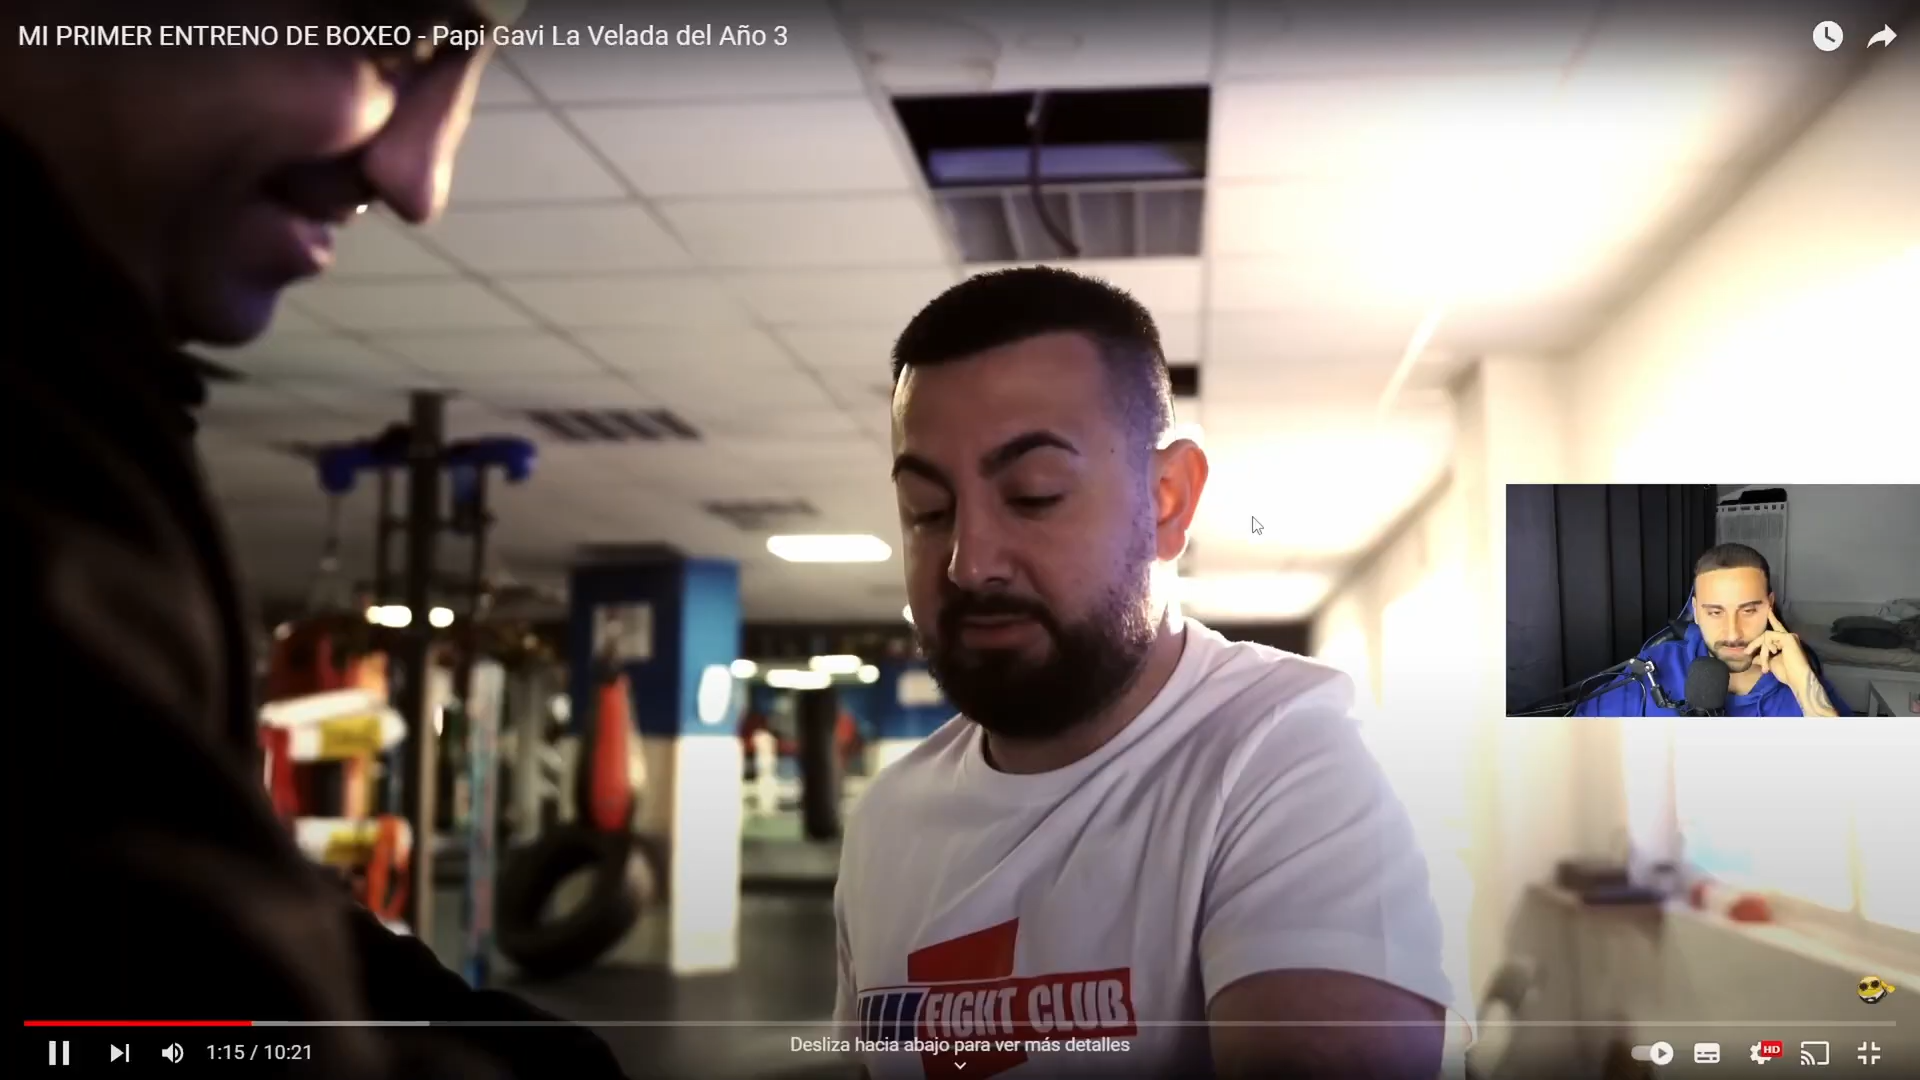 MI PRIMER ENTRENO DE BOXEO - Papi Gavi La Velada del Año 3
FIGHT CLUB
Desliza hacia abajo para ver más detalles
1:15 / 10:21
HD